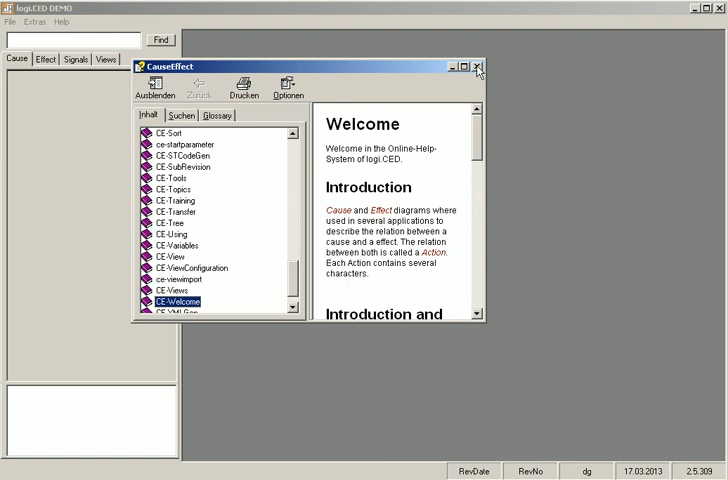 logi.CED DEMO
File Extras Help
Find
Cause Effect Signals Views
CauseEffect
Ausblenden Zurück Drucken Optionen
Inhalt Suchen Glossary
CE-Sort
ce-startparameter
CE-STCodeGen
CE-SubRevision
CE-Tools
CE-Topics
CE-Training
CE-Transfer
CE-Tree
CE-Using
CE-Variables
CE-View
CE-ViewConfiguration
ce-viewimport
CE-Views
CE-Welcome
Welcome
Welcome in the Online-Help-
System of logi.CED.
Introduction
Cause and Effect diagrams where
used in several applications to
describe the relation between a
cause and a effect. The relation
between both is called a Action.
Each Action contains several
characters.
Introduction and
RevDate RevNo dg 17.03.2013 2.5.309